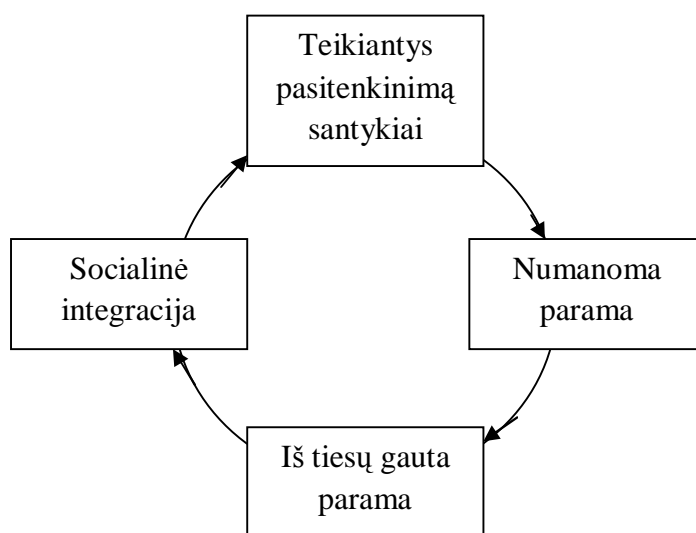 Teikiantys
pasitenkinimą
santykiai
Socialinė
integracija
Numanoma
parama
Iš tiesų gauta
parama